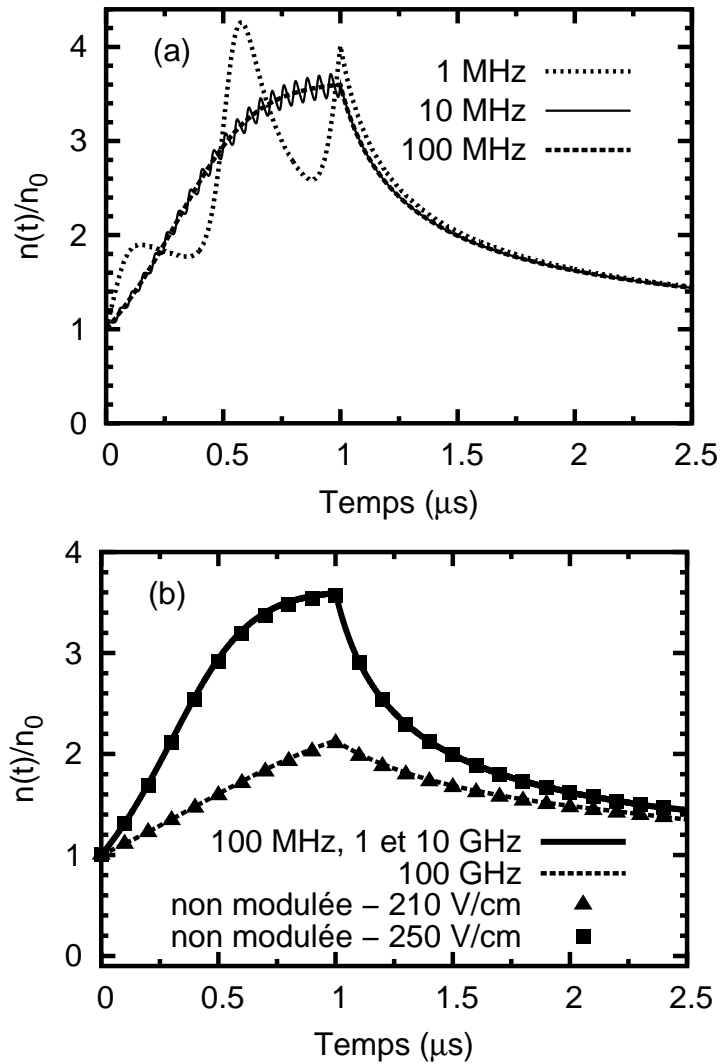 (a)
1 MHz
10 MHz
100 MHz
n(t)/n0
4
3
2
1
0
0 0.5 1 1.5 2 2.5
Temps (μs)
(b)
n(t)/n0
4
3
2
1
0
100 MHz, 1 et 10 GHz
100 GHz
non modulée – 210 V/cm
non modulée – 250 V/cm
0 0.5 1 1.5 2 2.5
Temps (μs)